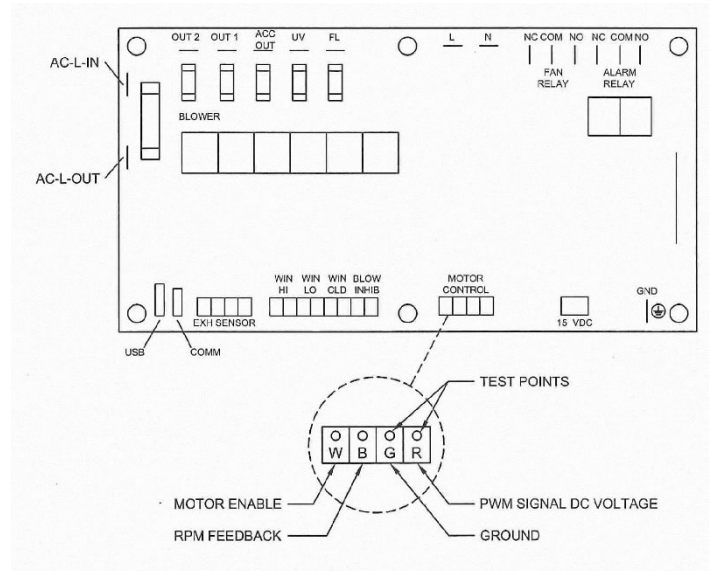 OUT 2 OUT 1 ACC OUT UV FL
L N
NC COM NO NC COM NO
FAN RELAY
ALARM RELAY
AC-L-IN
BLOWER
AC-L-OUT
WIN HI
WIN LO
WIN CLD
BLOW INHIB
MOTOR CONTROL
GND
EXH SENSOR
15 VDC
USB
COMM
TEST POINTS
W B G R
MOTOR ENABLE
PWM SIGNAL DC VOLTAGE
RPM FEEDBACK
GROUND